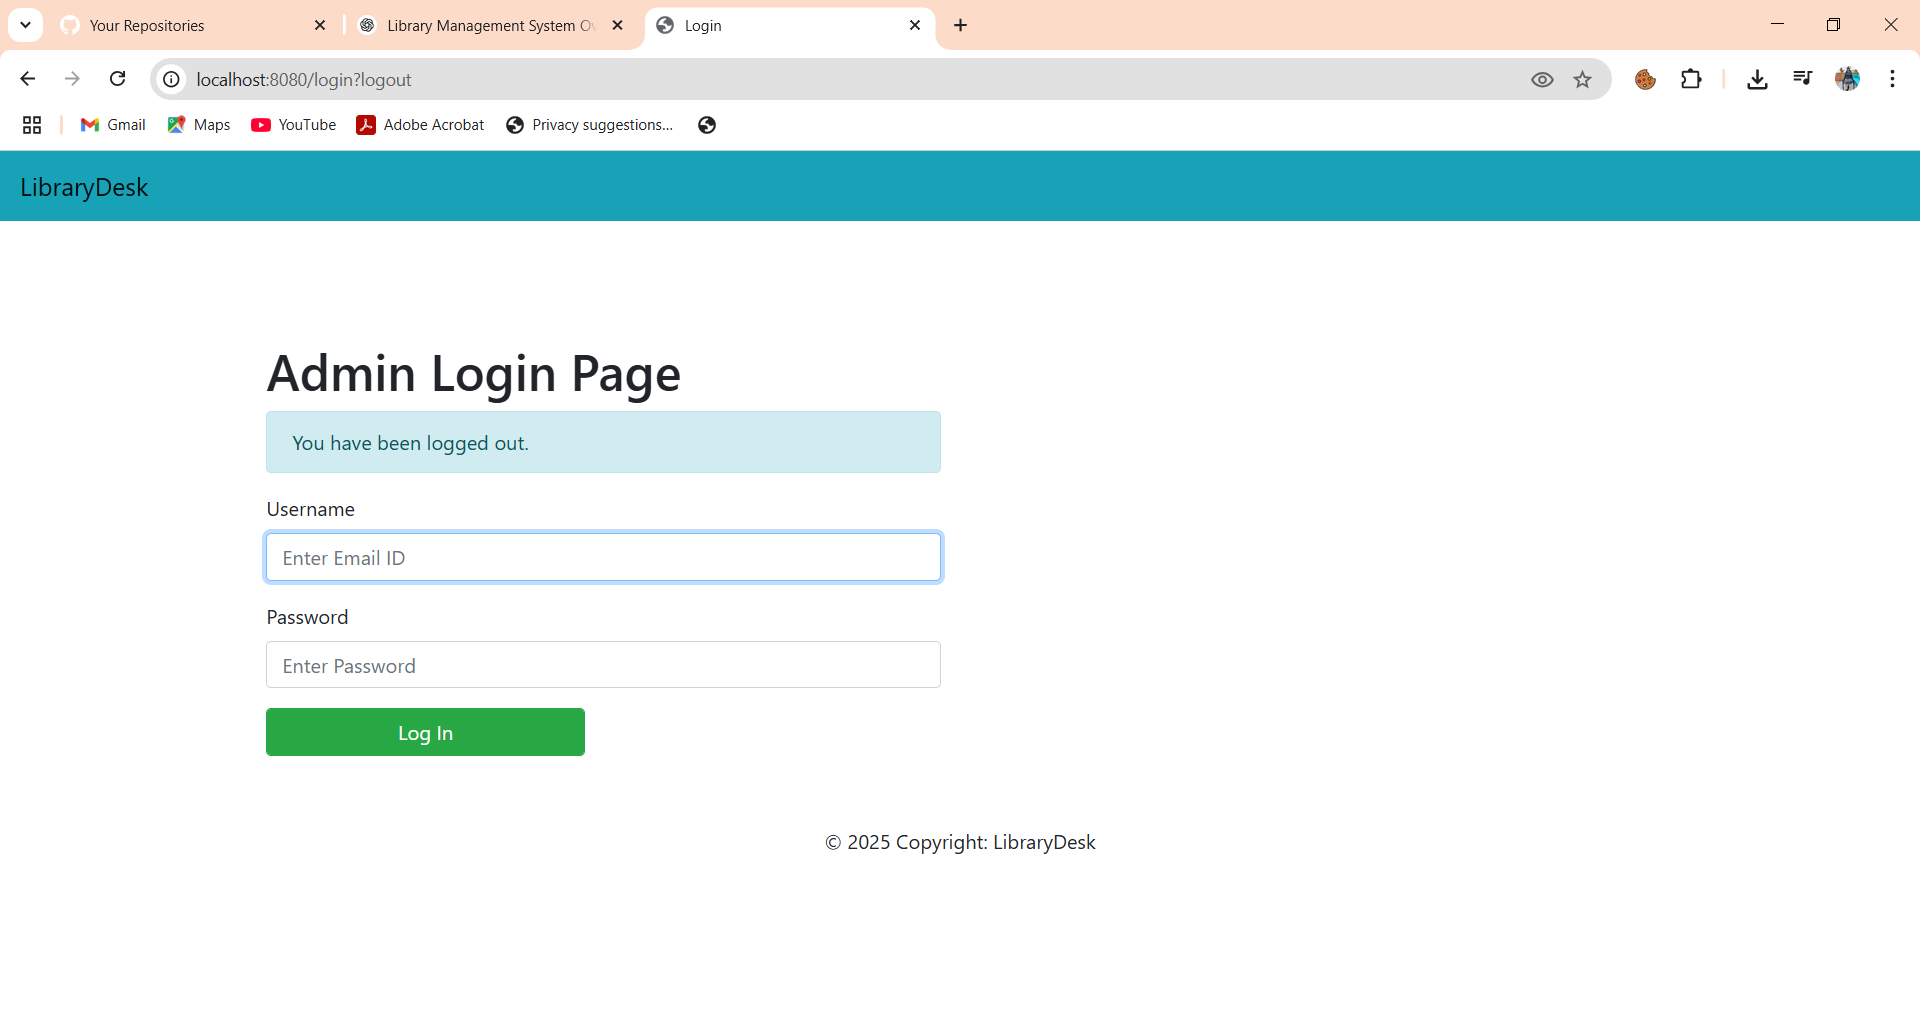 Your Repositories
Library Management System Ov
Login
localhost:8080/login?logout
Gmail
Maps
YouTube
Adobe Acrobat
Privacy suggestions...
LibraryDesk
Admin Login Page
You have been logged out.
Username
Enter Email ID
Password
Enter Password
Log In
© 2025 Copyright: LibraryDesk